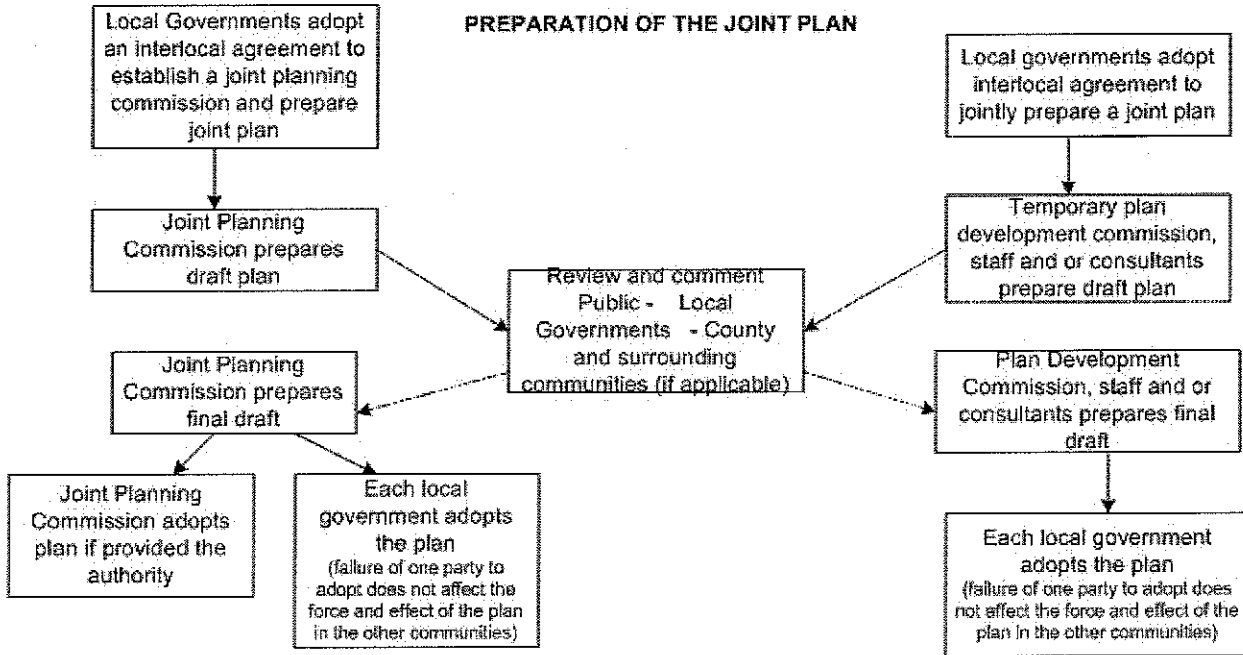 PREPARATION OF THE JOINT PLAN
Local Governments adopt
an interlocal agreement to
establish a joint planning
commission and prepare
joint plan
Local governments adopt
interlocal agreement to
jointly prepare a joint plan
Joint Planning
Commission prepares
draft plan
Temporary plan
development commission,
staff and or consultants
prepare draft plan
Review and comment
Public - Local
Governments - County
and surrounding
communities (if applicable)
Joint Planning
Commission prepares
final draft
Plan Development
Commission, staff and or
consultants prepares final
draft
Joint Planning
Commission adopts
plan if provided the
authority
Each local
government adopts
the plan
(failure of one party to
adopt does not affect the
force and effect of the plan
in the other communities)
Each local government
adopts the plan
(failure of one party to adopt does
not affect the force and effect of the
plan in the other communities)